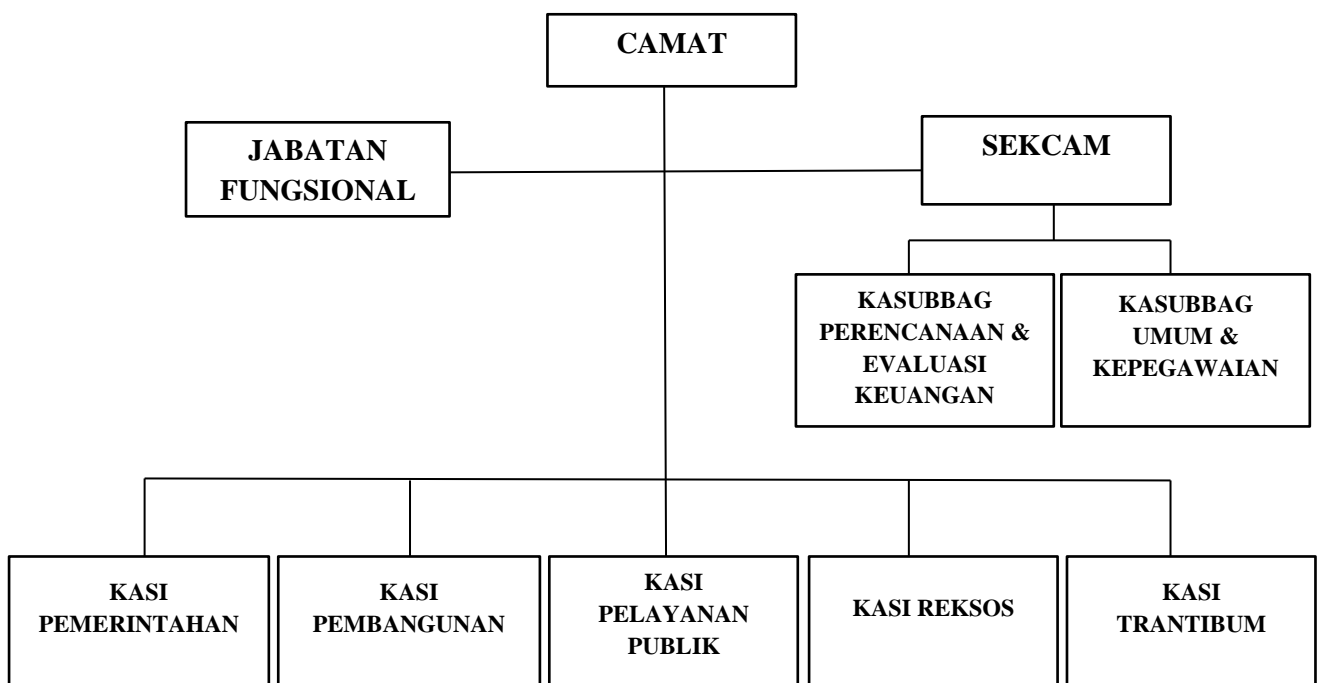 CAMAT
JABATAN
FUNGSIONAL
SEKCAM
KASUBBAG
PERENCANAAN &
EVALUASI
KEUANGAN
KASUBBAG
UMUM &
KEPEGAWAIAN
KASI
PEMERINTAHAN
KASI
PEMBANGUNAN
KASI
PELAYANAN
PUBLIK
KASI REKSOS
KASI
TRANTIBUM